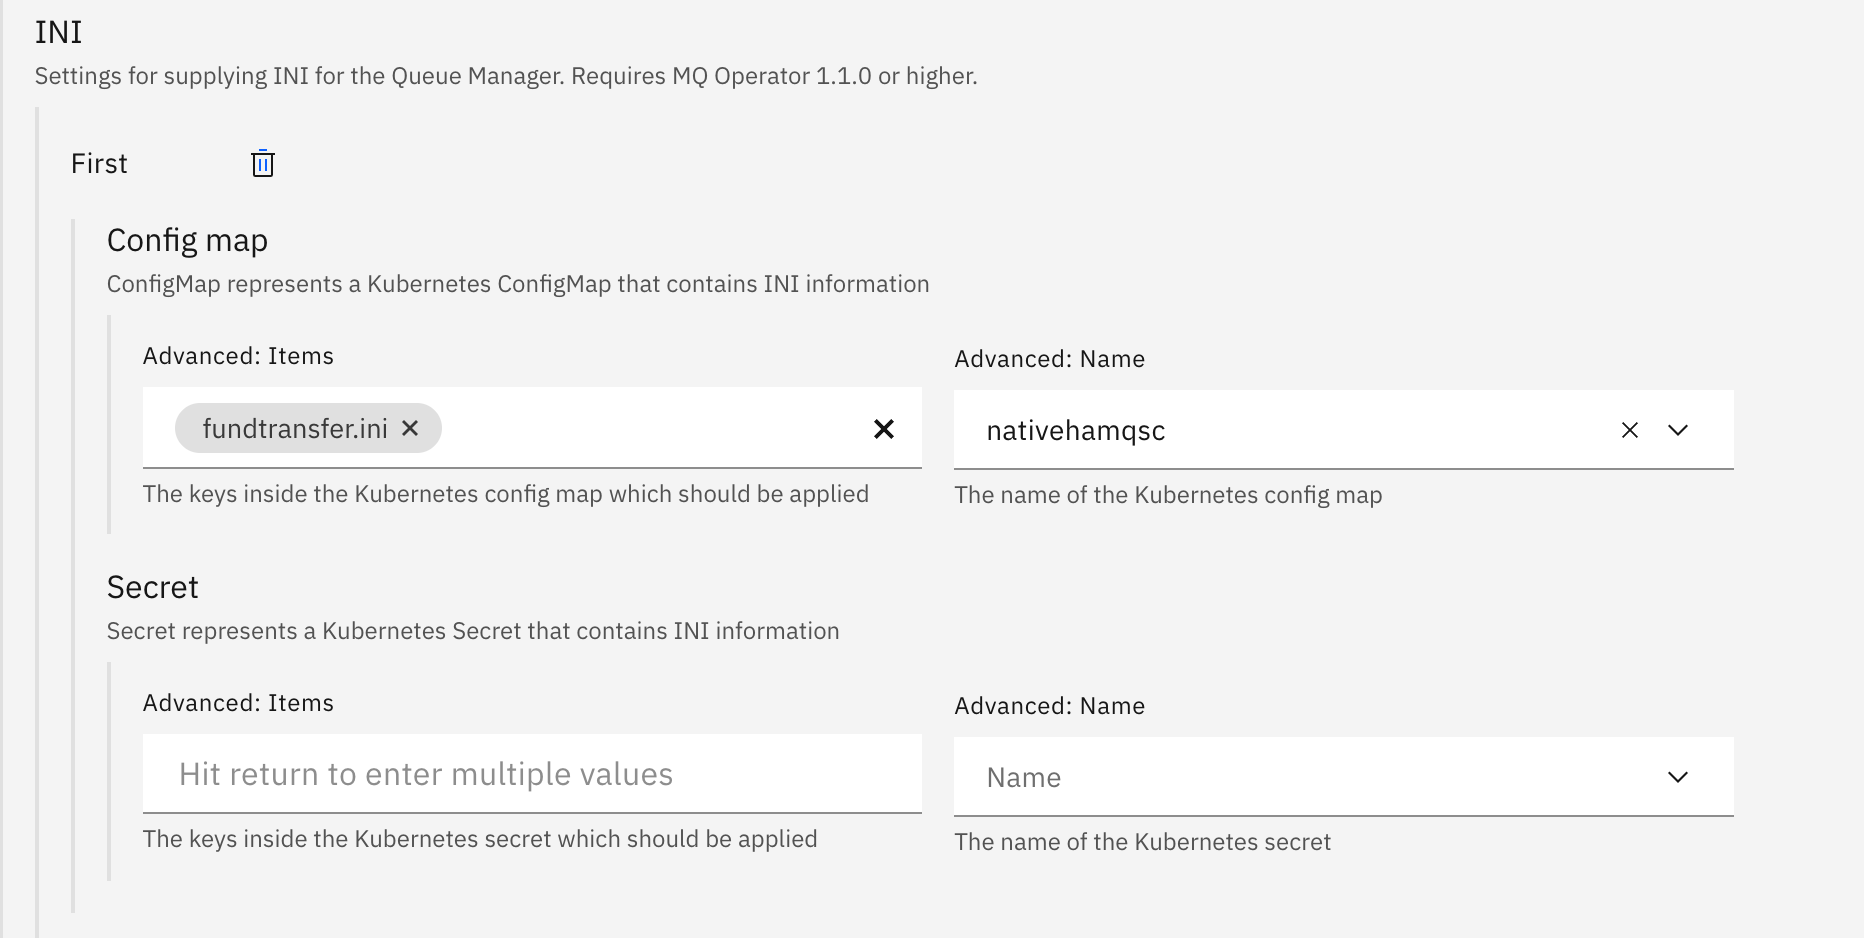 INI
Settings for supplying INI for the Queue Manager. Requires MQ Operator 1.1.0 or higher.
First
Config map
ConfigMap represents a Kubernetes ConfigMap that contains INI information
Advanced: Items
Advanced: Name
fundtransfer.ini
nativehamqsc
The keys inside the Kubernetes config map which should be applied
The name of the Kubernetes config map
Secret
Secret represents a Kubernetes Secret that contains INI information
Advanced: Items
Advanced: Name
Hit return to enter multiple values
Name
The keys inside the Kubernetes secret which should be applied
The name of the Kubernetes secret